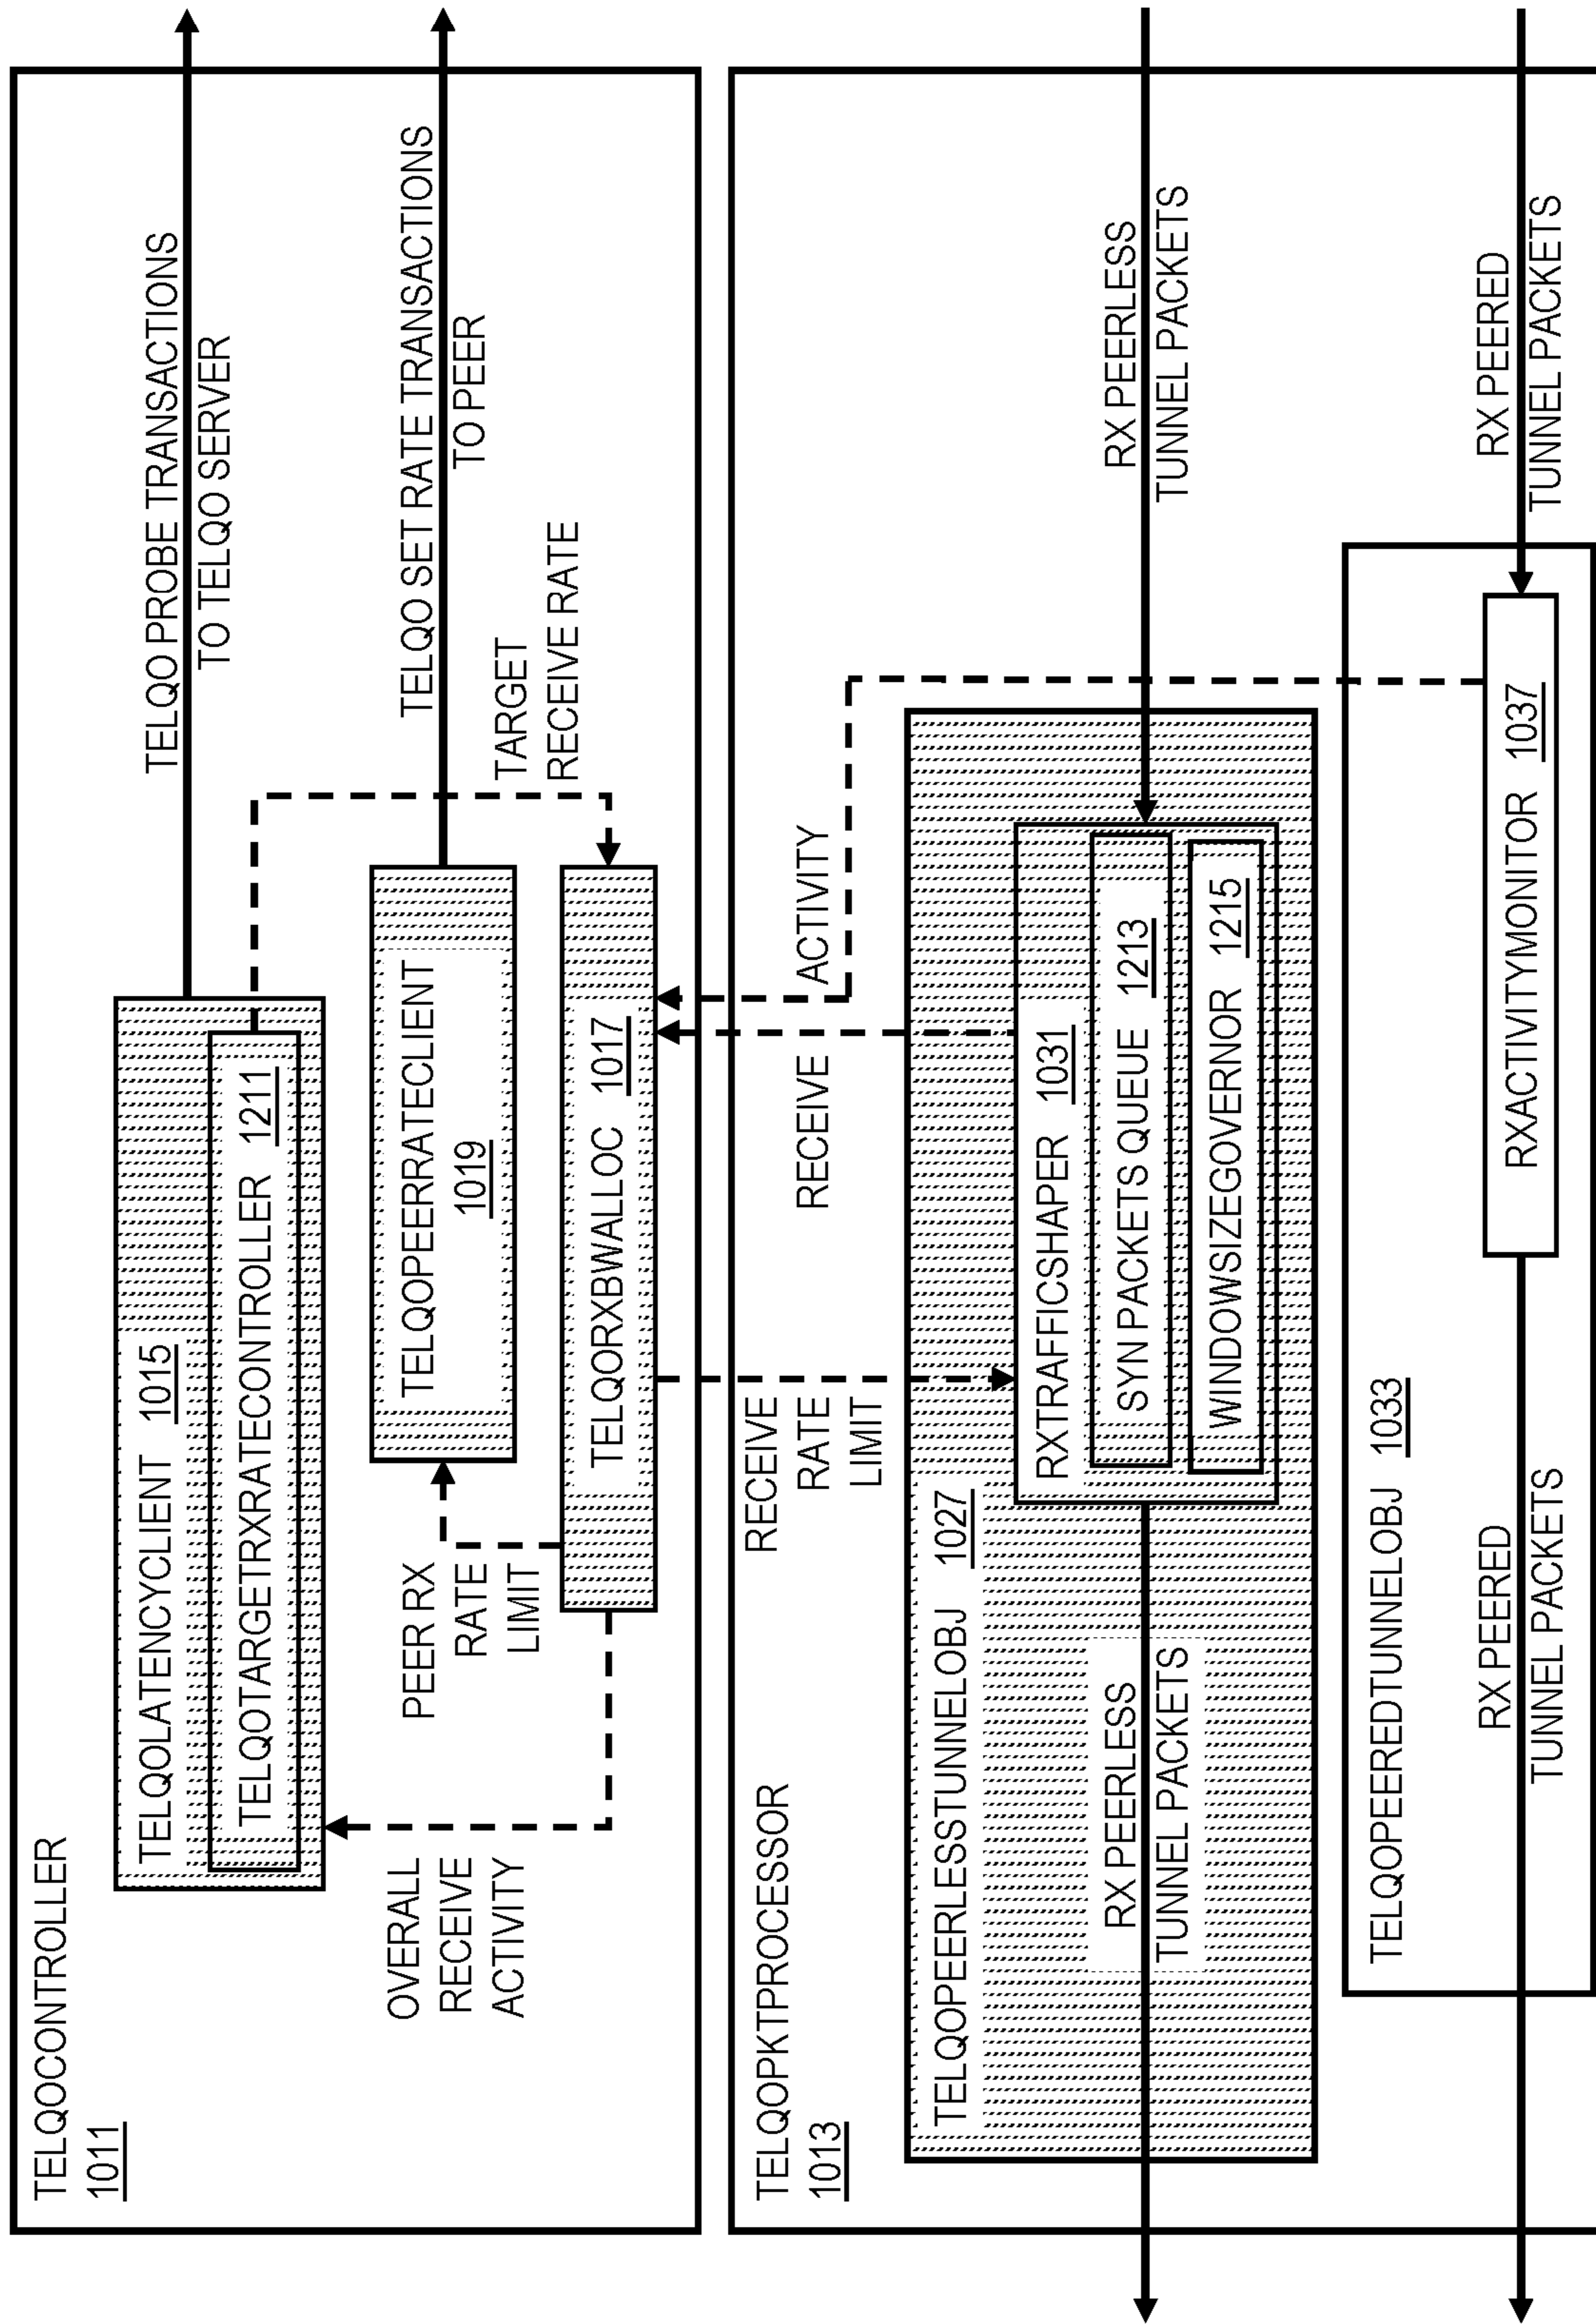 TELQOCONTROLLER
1011
TELQOLATENCYCLIENT 1015
TELQOTARGETRXRATECONTROLLER 1211
TELQO PROBE TRANSACTIONS
TO TELQO SERVER
OVERALL
RECEIVE
ACTIVITY
PEER RX
RATE
LIMIT
TELQOPEERRATECLIENT
1019
TELQO SET RATE TRANSACTIONS
TO PEER
TARGET
RECEIVE RATE
TELQORXBWALLOC 1017
TELQOPKTPROCESSOR
1013
RECEIVE
RATE
LIMIT
RECEIVE
ACTIVITY
TELQOPEERLESSTUNNELOBJ 1027
RXTRAFFICSHAPER 1031
SYN PACKETS QUEUE 1213
WINDOWSIZEGOVERNOR 1215
RX PEERLESS
TUNNEL PACKETS
RX PEERLESS
TUNNEL PACKETS
TELQOPEEREDTUNNELOBJ 1033
RX PEERED
TUNNEL PACKETS
RXACTIVITYMONITOR 1037
RX PEERED
TUNNEL PACKETS